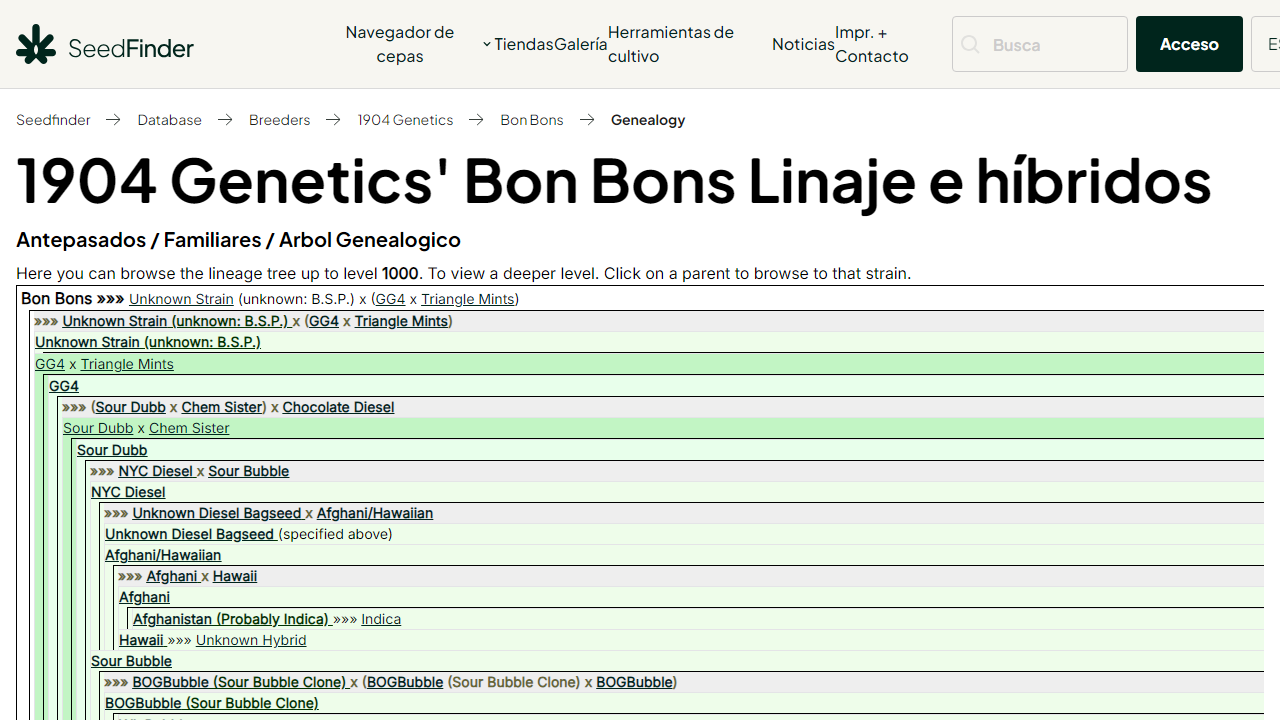 SeedFinder
Navegador de cepas
Tiendas
Galería
Herramientas de cultivo
Noticias
Impr. + Contacto
Busca
Acceso
Seedfinder → Database → Breeders → 1904 Genetics → Bon Bons → Genealogy
1904 Genetics' Bon Bons Linaje e híbridos
Antepasados / Familiares / Arbol Genealogico
Here you can browse the lineage tree up to level 1000. To view a deeper level. Click on a parent to browse to that strain.
Bon Bons »»» Unknown Strain (unknown: B.S.P.) x (GG4 x Triangle Mints)
»»» Unknown Strain (unknown: B.S.P.) x (GG4 x Triangle Mints)
Unknown Strain (unknown: B.S.P.)
GG4 x Triangle Mints
GG4
»»» (Sour Dubb x Chem Sister) x Chocolate Diesel
Sour Dubb x Chem Sister
Sour Dubb
»»» NYC Diesel x Sour Bubble
NYC Diesel
»»» Unknown Diesel Bagseed x Afghani/Hawaiian
Unknown Diesel Bagseed (specified above)
Afghani/Hawaiian
»»» Afghani x Hawaii
Afghani
Afghanistan (Probably Indica) »»» Indica
Hawaii »»» Unknown Hybrid
Sour Bubble
»»» BOGBubble (Sour Bubble Clone) x (BOGBubble (Sour Bubble Clone) x BOGBubble)
BOGBubble (Sour Bubble Clone)